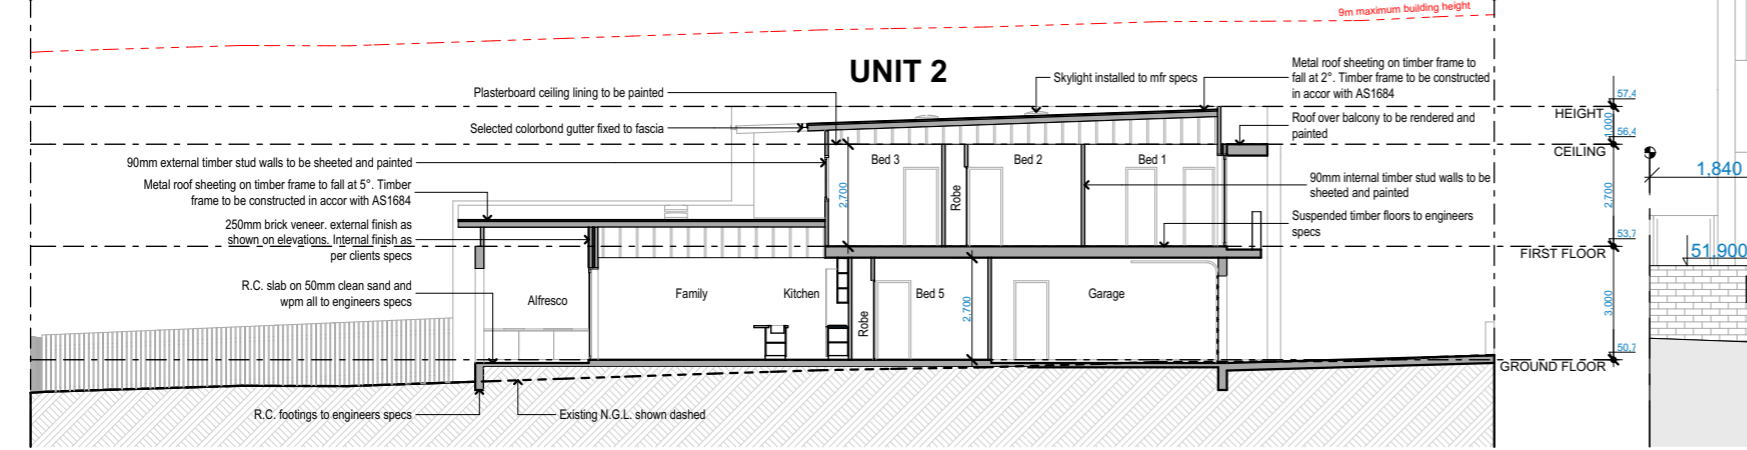 9m maximum building height
UNIT 2
Metal roof sheeting on timber frame to
fall at 2°. Timber frame to be constructed
in accor with AS1684
Skylight installed to mfr specs
Plasterboard ceiling lining to be painted
57.4
HEIGHT
1,000
Roof over balcony to be rendered and
painted
Selected colorbond gutter fixed to fascia
56.4
CEILING
90mm external timber stud walls to be sheeted and painted
Bed 3
Bed 2
Bed 1
1,840
Metal roof sheeting on timber frame to fall at 5°. Timber
frame to be constructed in accor with AS1684
90mm internal timber stud walls to be
sheeted and painted
2,700
Robe
2,700
250mm brick veneer. external finish as
shown on elevations. Internal finish as
per clients specs
Suspended timber floors to engineers
specs
53.7
FIRST FLOOR
51.900
R.C. slab on 50mm clean sand and
wpm all to engineers specs
Alfresco
Family
Kitchen
Bed 5
Garage
Robe
2,700
3,000
50.7
GROUND FLOOR
R.C. footings to engineers specs
Existing N.G.L. shown dashed